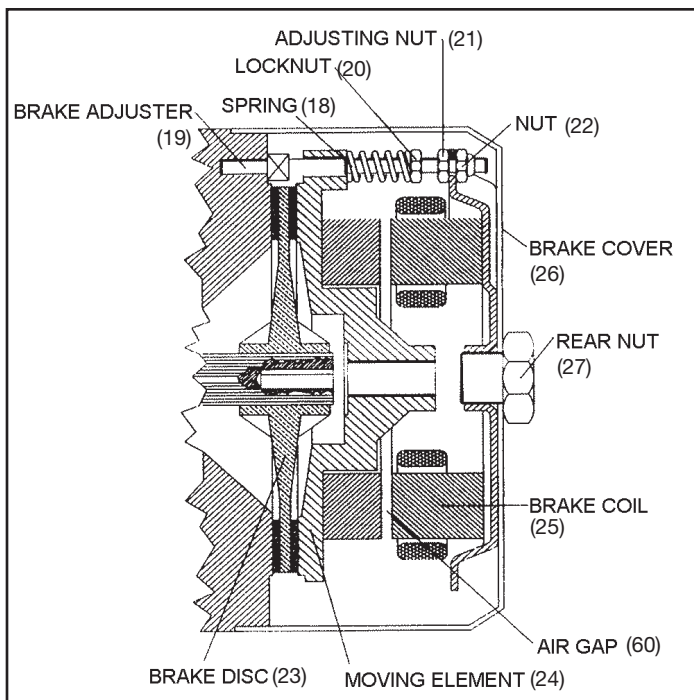 ADJUSTING NUT (21)
LOCKNUT (20)
SPRING (18)
BRAKE ADJUSTER
(19)
NUT (22)
BRAKE COVER
(26)
REAR NUT
(27)
BRAKE COIL
(25)
AIR GAP (60)
BRAKE DISC (23)
MOVING ELEMENT (24)